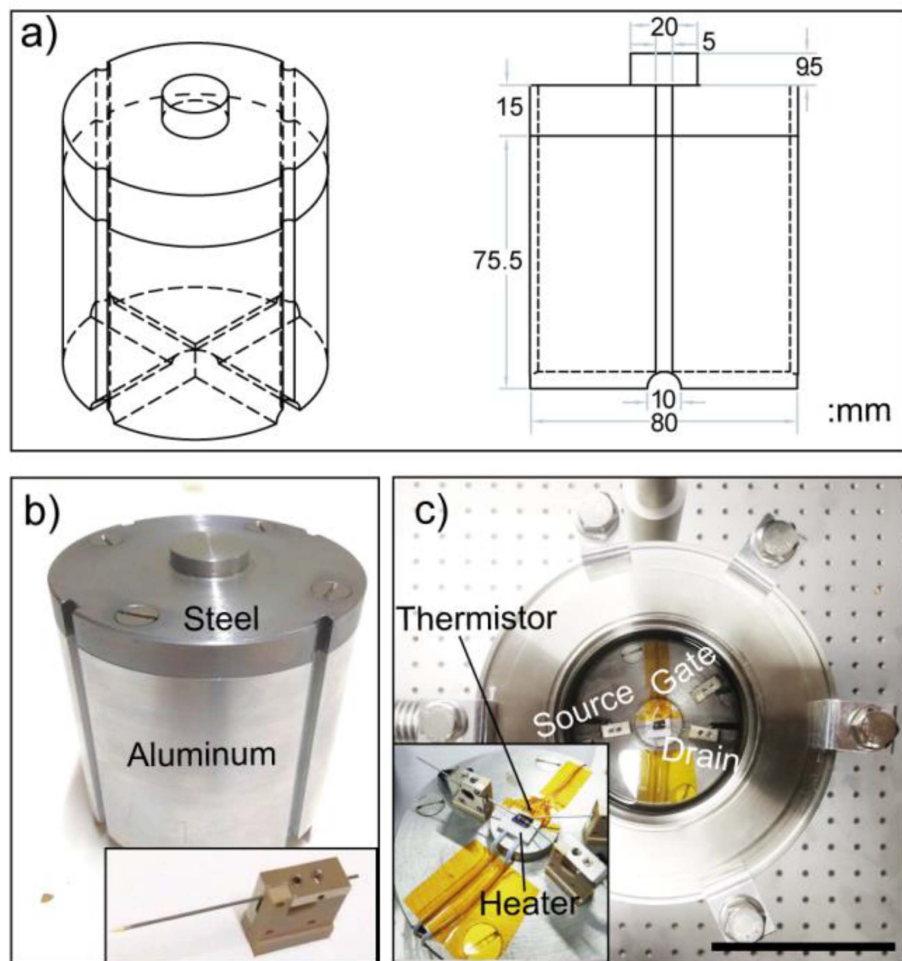 a)
20
5
9.5
15
75.5
10
80
:mm
b)
Steel
Aluminum
c)
Thermistor
Source
Gate
Drain
Heater